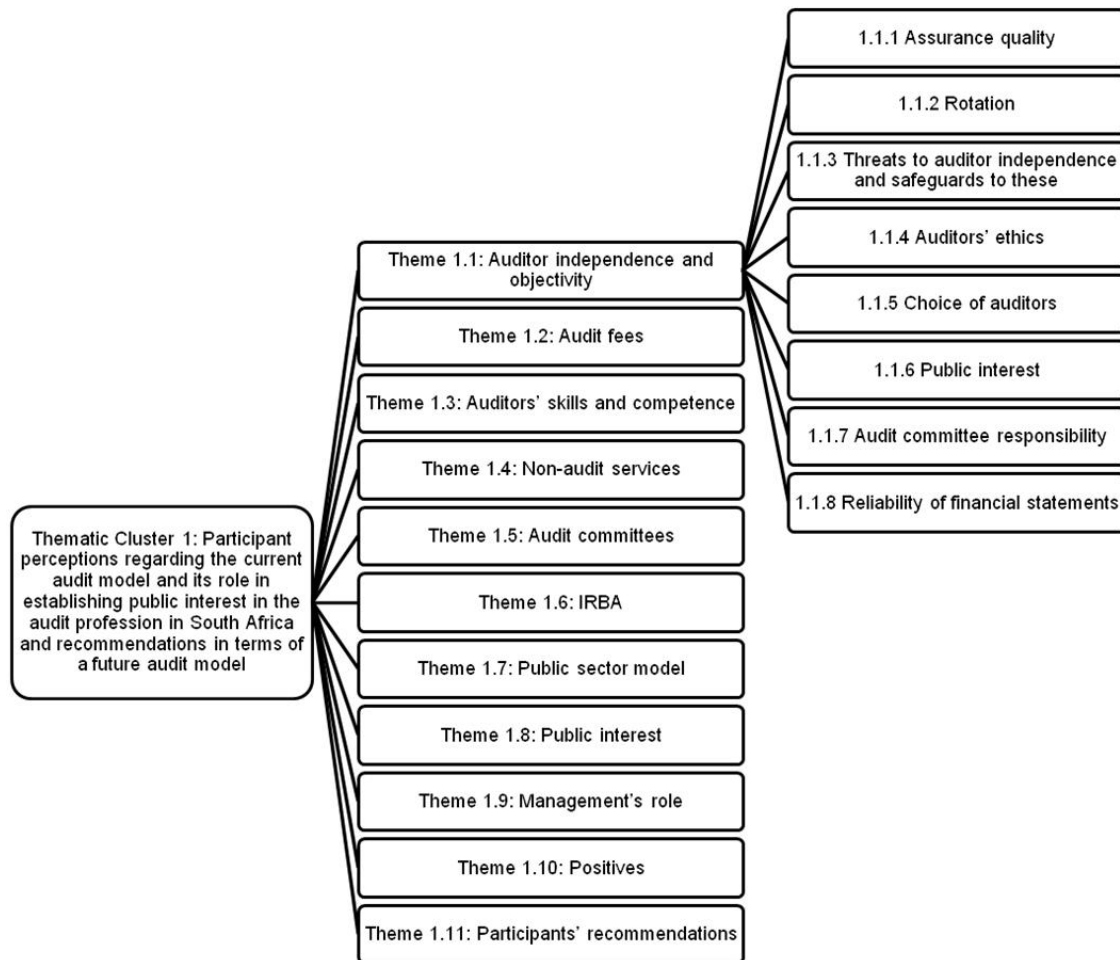 Thematic Cluster 1: Participant
perceptions regarding the current
audit model and its role in
establishing public interest in the
audit profession in South Africa
and recommendations in terms of
a future audit model
Theme 1.1: Auditor independence and
objectivity
Theme 1.2: Audit fees
Theme 1.3: Auditors’ skills and competence
Theme 1.4: Non-audit services
Theme 1.5: Audit committees
Theme 1.6: IRBA
Theme 1.7: Public sector model
Theme 1.8: Public interest
Theme 1.9: Management’s role
Theme 1.10: Positives
Theme 1.11: Participants’ recommendations
1.1.1 Assurance quality
1.1.2 Rotation
1.1.3 Threats to auditor independence
and safeguards to these
1.1.4 Auditors’ ethics
1.1.5 Choice of auditors
1.1.6 Public interest
1.1.7 Audit committee responsibility
1.1.8 Reliability of financial statements